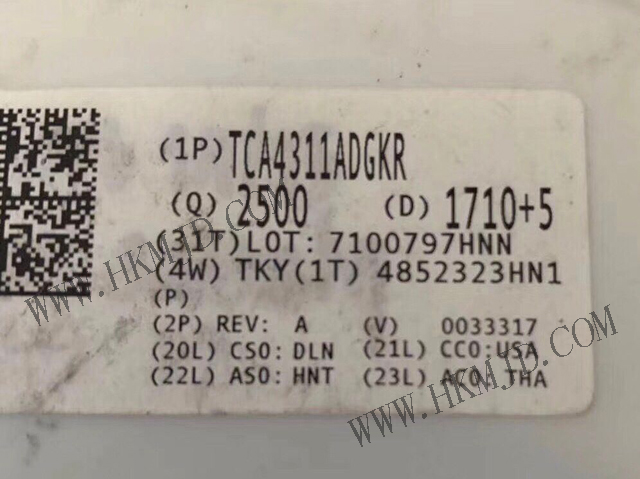 (1P) TCA4311ADGKR
(Q) 2500 (D) 1710+5
(31T) LOT: 7100797HNN
(4W) TKY(1T) 4852323HN1
(P)
(2P) REV: A (V) 0033317
(20L) CSO: DLN (21L) CCO: USA
(22L) ASO: HNT (23L) ACO: THA
WWW.HKMJD.COM
WWW.HKMJD.COM